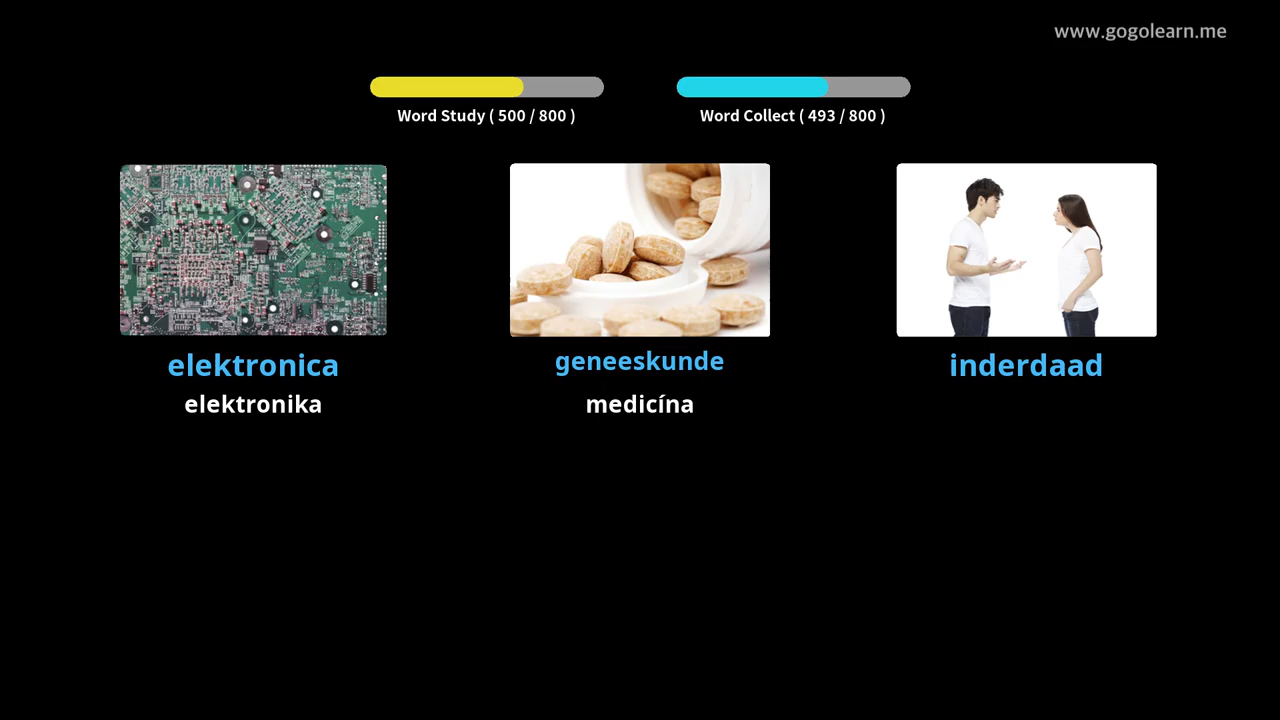 www.gogolearn.me
Word Study ( 500 / 800 )
Word Collect ( 493 / 800 )
elektronica
elektronika
geneeskunde
medicína
inderdaad